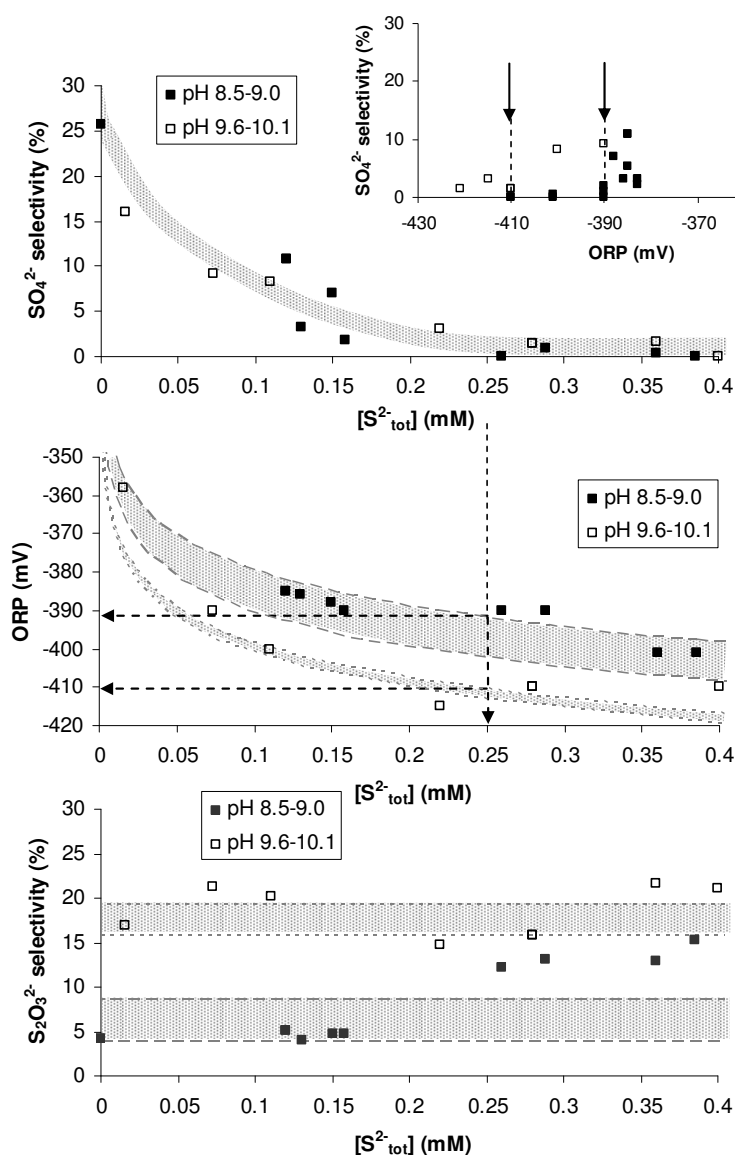 SO₄²⁻ selectivity (%)
30
25
20
15
10
5
0
pH 8.5-9.0
pH 9.6-10.1
0 0.05 0.1 0.15 0.2 0.25 0.3 0.35 0.4
[S²⁻tot] (mM)
SO₄²⁻ selectivity (%)
30
20
10
0
-430 -410 -390 -370
ORP (mV)
ORP (mV)
-350
-360
-370
-380
-390
-400
-410
-420
pH 8.5-9.0
pH 9.6-10.1
0 0.05 0.1 0.15 0.2 0.25 0.3 0.35 0.4
[S²⁻tot] (mM)
S₂O₃²⁻ selectivity (%)
30
25
20
15
10
5
0
pH 8.5-9.0
pH 9.6-10.1
0 0.05 0.1 0.15 0.2 0.25 0.3 0.35 0.4
[S²⁻tot] (mM)